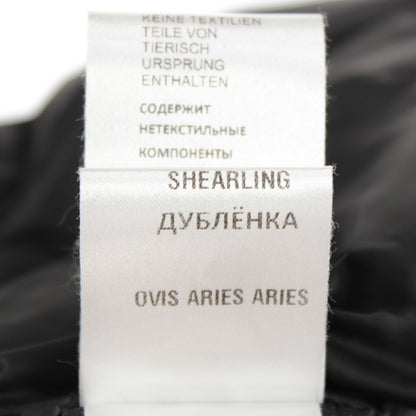 KEINE TEXTILIEN
TEILE VON
TIERISCH
URSPRUNG
ENTHALTEN
СОДЕРЖИТ
НЕТЕКСТИЛЬНЫЕ
КОМПОНЕНТЫ
SHEARLING
ДУБЛЁНКА
OVIS ARIES ARIES